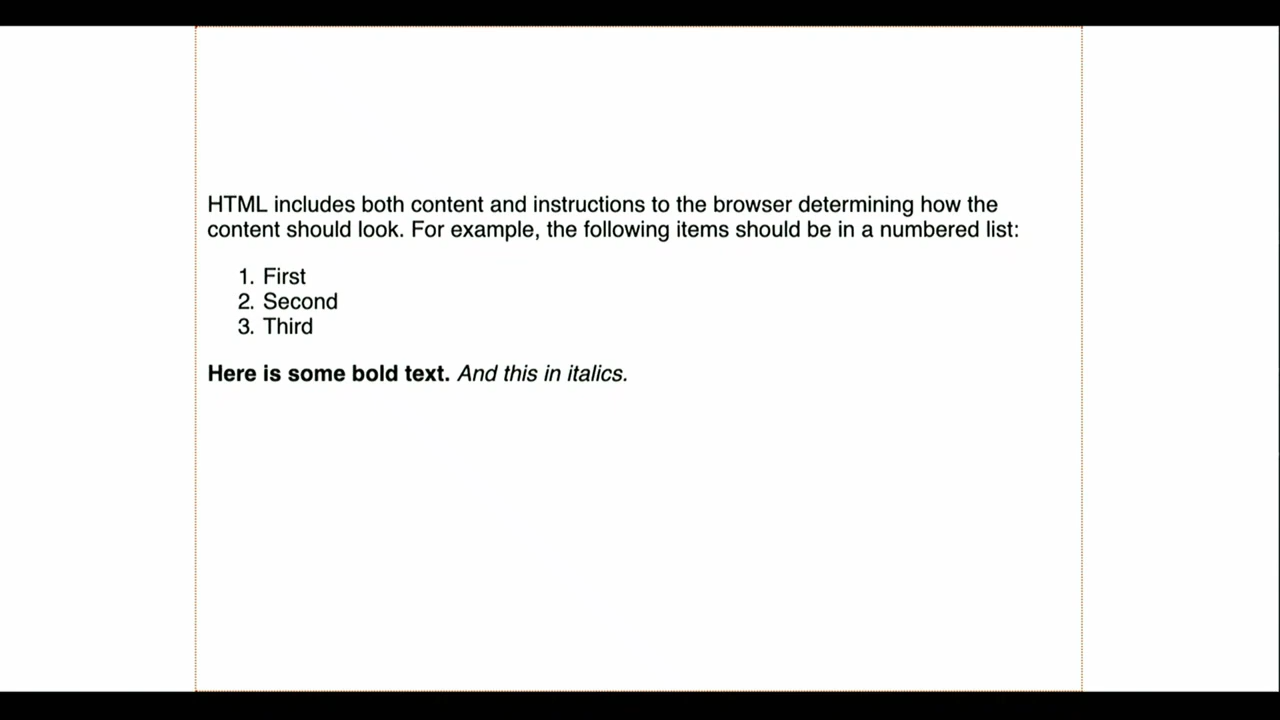 HTML includes both content and instructions to the browser determining how the
content should look. For example, the following items should be in a numbered list:
1. First
2. Second
3. Third
Here is some bold text. And this in italics.